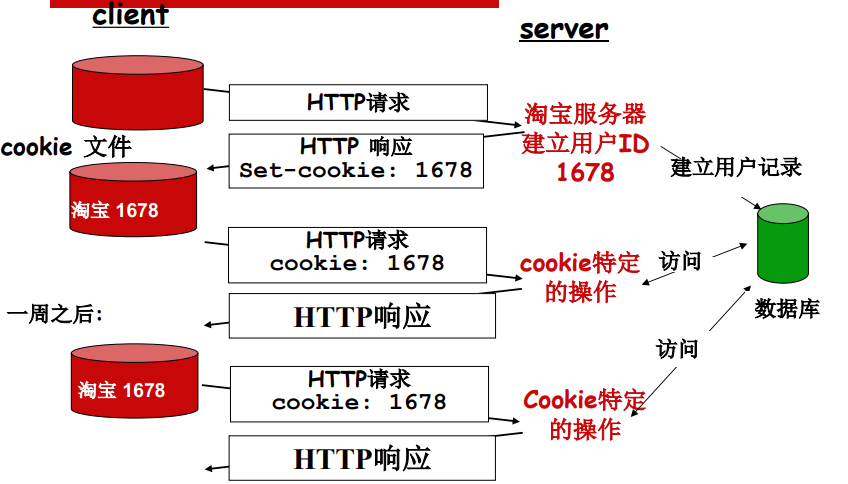 client
server
HTTP请求
淘宝服务器
建立用户ID
1678
cookie 文件
HTTP 响应
Set-cookie: 1678
建立用户记录
淘宝 1678
HTTP请求
cookie: 1678
cookie特定
的操作
访问
一周之后:
HTTP响应
数据库
访问
淘宝 1678
HTTP请求
cookie: 1678
Cookie特定
的操作
HTTP响应